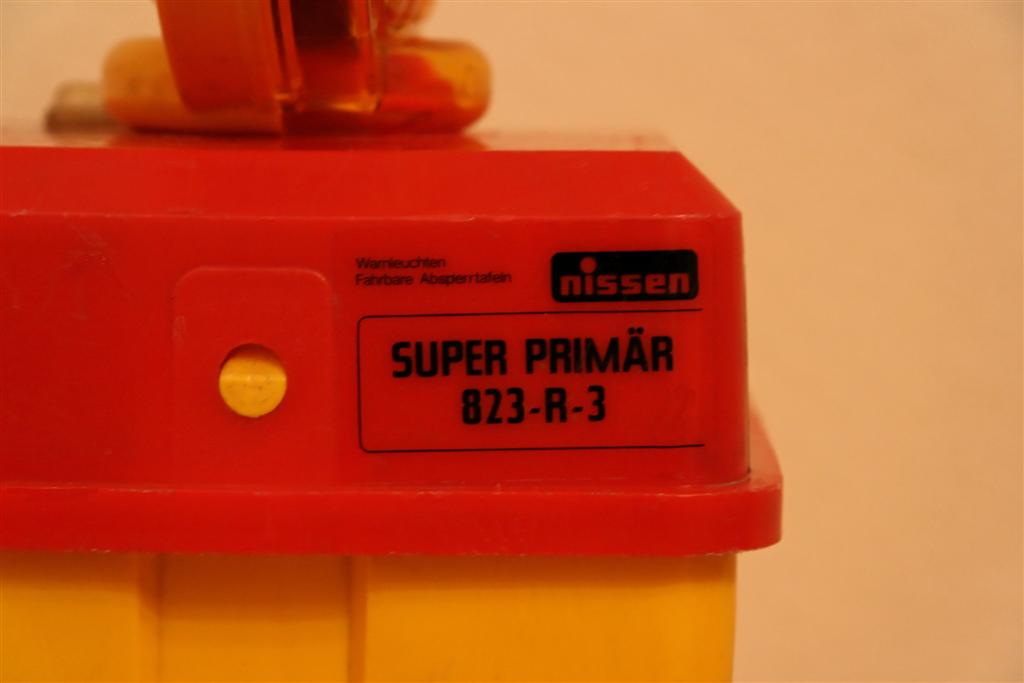 Warnleuchten
Fahrbare Absperrtafeln
nissen
SUPER PRIMÄR
823-R-3